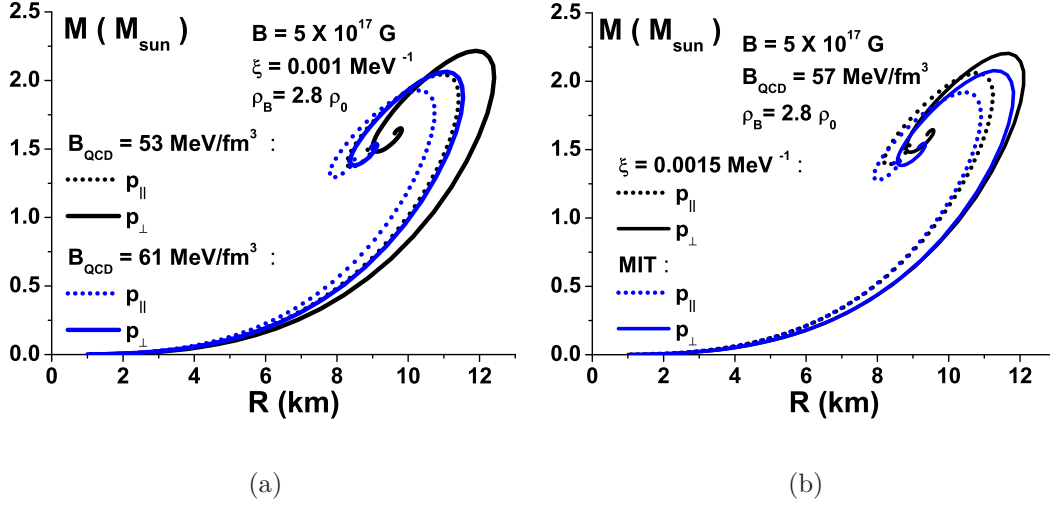 M ( M_sun )
B = 5 X 10^17 G
ξ = 0.001 MeV^-1
ρ_B = 2.8 ρ_0
B_QCD = 53 MeV/fm^3 :
p_||
p_⊥
B_QCD = 61 MeV/fm^3 :
p_||
p_⊥
2.5
2.0
1.5
1.0
0.5
0.0
0 2 4 6 8 10 12
R (km)
(a)
M ( M_sun )
B = 5 X 10^17 G
B_QCD = 57 MeV/fm^3
ρ_B = 2.8 ρ_0
ξ = 0.0015 MeV^-1 :
p_||
p_⊥
MIT :
p_||
p_⊥
2.5
2.0
1.5
1.0
0.5
0.0
0 2 4 6 8 10 12
R (km)
(b)